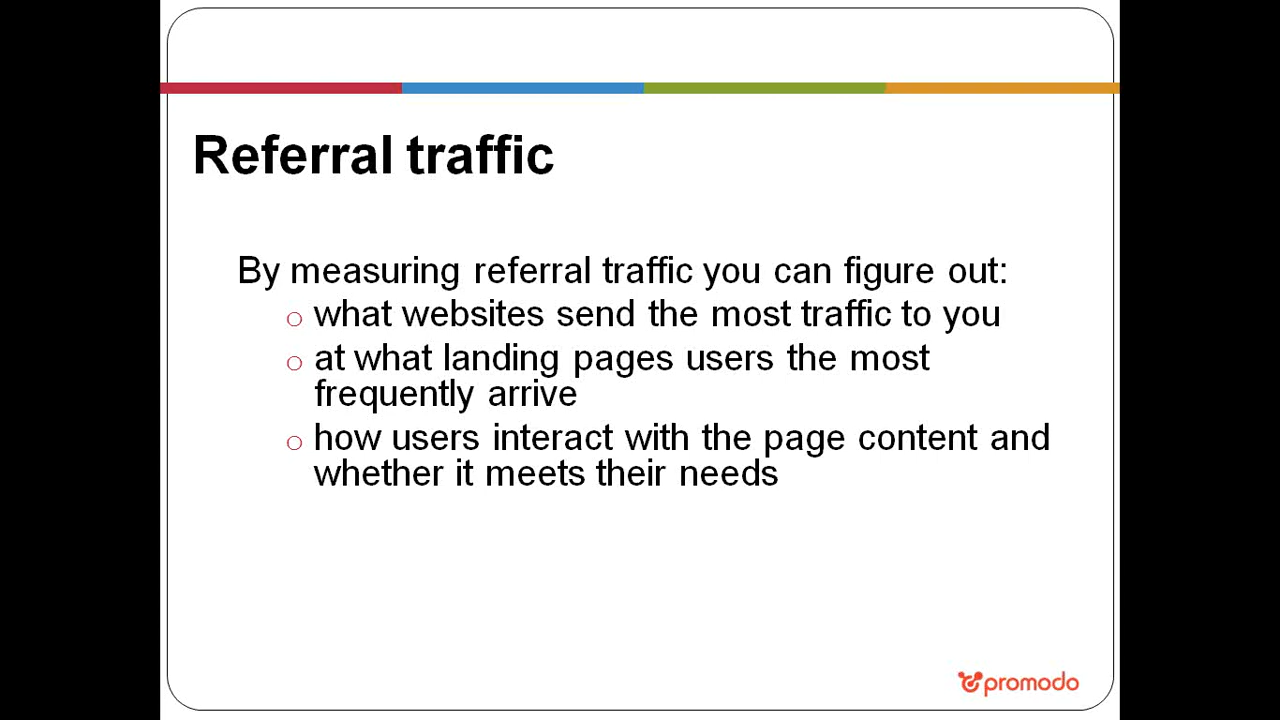 Referral traffic
By measuring referral traffic you can figure out:
what websites send the most traffic to you
at what landing pages users the most
frequently arrive
how users interact with the page content and
whether it meets their needs
promodo